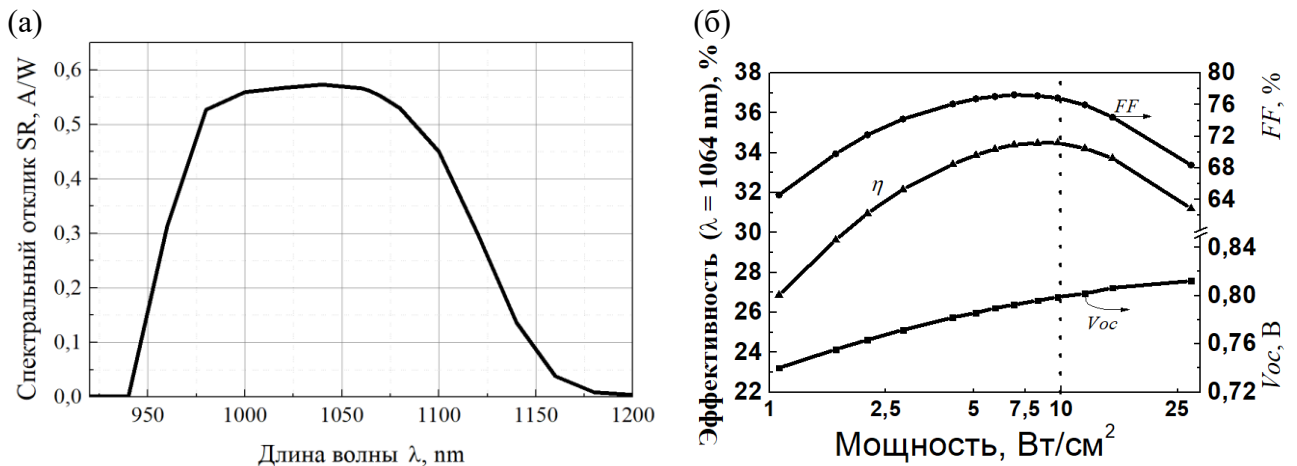 (а)
Спектральный отклик SR, A/W
0,6
0,5
0,4
0,3
0,2
0,1
0,0
950 1000 1050 1100 1150 1200
Длина волны λ, nm
(б)
Эффективность (λ = 1064 nm), %
38
36
34
32
30
28
26
24
22
FF
η
Voc
80
76
72
68
64
0,84
0,80
0,76
0,72
FF, %
Voc, В
1 2,5 5 7,5 10 25
Мощность, Вт/см²